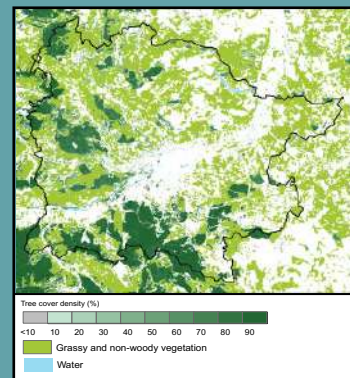 Tree cover density (%)
<10 10 20 30 40 50 60 70 80 90
Grassy and non-woody vegetation
Water